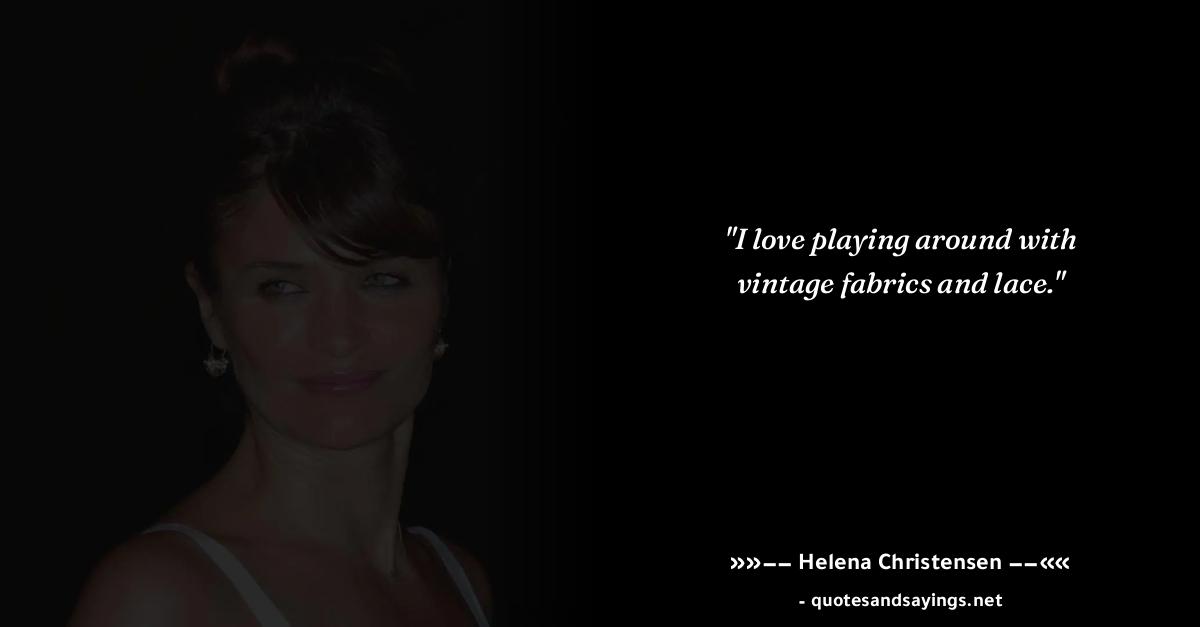 "I love playing around with
vintage fabrics and lace."
»»−− Helena Christensen −−««
- quotesandsayings.net